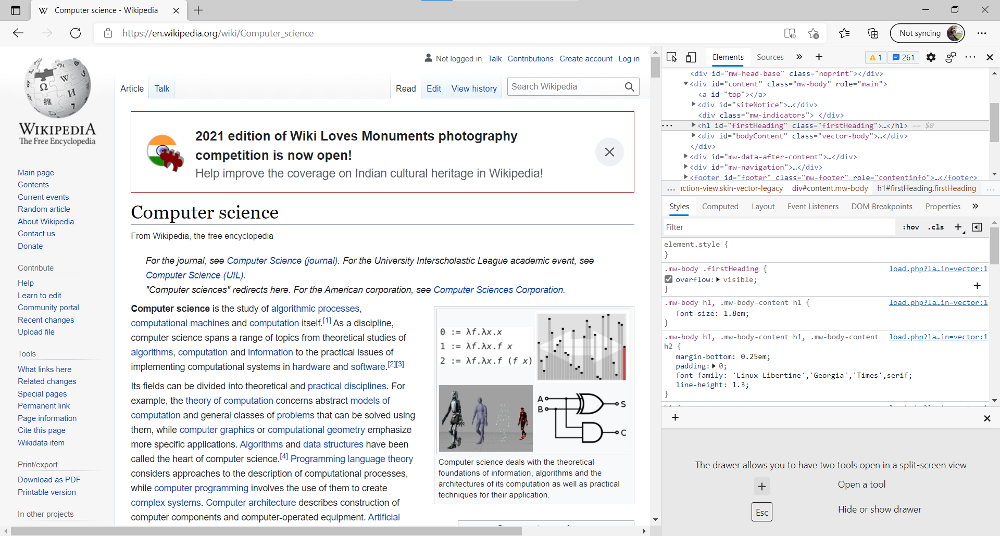 Computer science - Wikipedia
https://en.wikipedia.org/wiki/Computer_science
Not syncing
WIKIPEDIA
The Free Encyclopedia
Main page
Contents
Current events
Random article
About Wikipedia
Contact us
Donate
Contribute
Help
Learn to edit
Community portal
Recent changes
Upload file
Tools
What links here
Related changes
Special pages
Permanent link
Page information
Cite this page
Wikidata item
Print/export
Download as PDF
Printable version
In other projects
Not logged in Talk Contributions Create account Log in
Article Talk Read Edit View history Search Wikipedia
2021 edition of Wiki Loves Monuments photography
competition is now open!
Help improve the coverage on Indian cultural heritage in Wikipedia!
Computer science
From Wikipedia, the free encyclopedia
For the journal, see Computer Science (journal). For the University Interscholastic League academic event, see
Computer Science (UIL).
"Computer sciences" redirects here. For the American corporation, see Computer Sciences Corporation.
Computer science is the study of algorithmic processes,
computational machines and computation itself.[1] As a discipline,
computer science spans a range of topics from theoretical studies of
algorithms, computation and information to the practical issues of
implementing computational systems in hardware and software.[2][3]
Its fields can be divided into theoretical and practical disciplines. For
example, the theory of computation concerns abstract models of
computation and general classes of problems that can be solved using
them, while computer graphics or computational geometry emphasize
more specific applications. Algorithms and data structures have been
called the heart of computer science.[4] Programming language theory
considers approaches to the description of computational processes,
while computer programming involves the use of them to create
complex systems. Computer architecture describes construction of
computer components and computer-operated equipment. Artificial
0 := λf.λx.x
1 := λf.λx.f x
2 := λf.λx.f (f x)
A
B
S
C
Computer science deals with the theoretical
foundations of information, algorithms and the
architectures of its computation as well as practical
techniques for their application.
Elements Sources 1 261
<div id="mw-head-base" class="noprint"></div>
<div id="content" class="mw-body" role="main">
<a id="top"></a>
<div id="siteNotice">…</div>
<div class="mw-indicators"> </div>
<h1 id="firstHeading" class="firstHeading">…</h1> == $0
<div id="bodyContent" class="vector-body">…</div>
</div>
<div id="mw-data-after-content">…</div>
<div id="mw-navigation">…</div>
<footer id="footer" class="mw-footer" role="contentinfo">…</footer>
... action-view.skin-vector-legacy div#content.mw-body h1#firstHeading.firstHeading ...
Styles Computed Layout Event Listeners DOM Breakpoints Properties
Filter :hov .cls
element.style {
}
.mw-body .firstHeading { load.php?la…in=vector:1
overflow: visible;
}
.mw-body h1, .mw-body-content h1 { load.php?la…in=vector:1
font-size: 1.8em;
}
.mw-body h1, .mw-body-content h1, .mw-body-content load.php?la…in=vector:1
h2 {
margin-bottom: 0.25em;
padding: 0;
font-family: 'Linux Libertine','Georgia','Times',serif;
line-height: 1.3;
}
The drawer allows you to have two tools open in a split-screen view
+ Open a tool
Esc Hide or show drawer